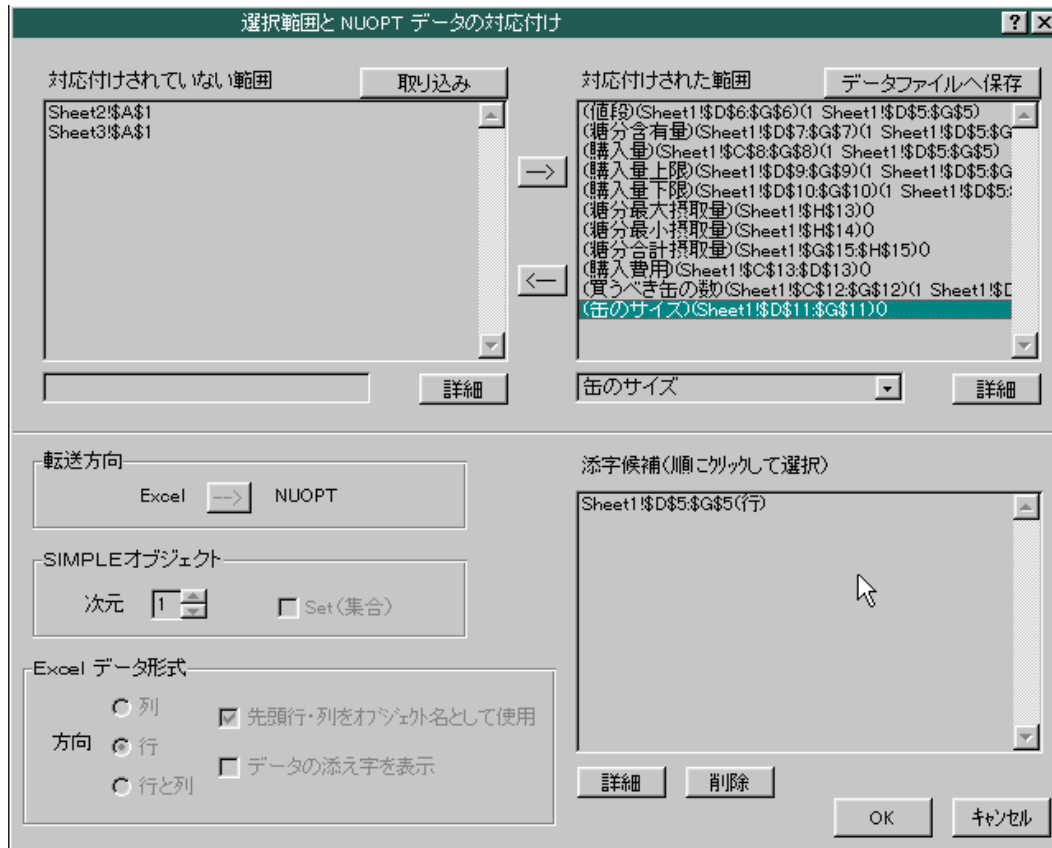 選択範囲と NUOPT データの対応付け
対応付けされていない範囲
取り込み
対応付けされた範囲
データファイルへ保存
Sheet2!$A$1
Sheet3!$A$1
(値段)(Sheet1!$D$6:$G$6)(1 Sheet1!$D$5:$G$5)
(糖分含有量)(Sheet1!$D$7:$G$7)(1 Sheet1!$D$5:$G
(購入量)(Sheet1!$C$8:$G$8)(1 Sheet1!$D$5:$G$5)
(購入量上限)(Sheet1!$D$9:$G$9)(1 Sheet1!$D$5:$G
(購入量下限)(Sheet1!$D$10:$G$10)(1 Sheet1!$D$5:
(糖分最大摂取量)(Sheet1!$H$13)()
(糖分最小摂取量)(Sheet1!$H$14)()
(糖分合計摂取量)(Sheet1!$G$15:$H$15)()
(購入費用)(Sheet1!$C$13:$D$13)()
(買うべき缶の数)(Sheet1!$C$12:$G$12)(1 Sheet1!$D
(缶のサイズ)(Sheet1!$D$11:$G$11)()
-->
<--
詳細
缶のサイズ
詳細
転送方向
Excel --> NUOPT
SIMPLEオブジェクト
次元 1 Set(集合)
Excel データ形式
方向
列
行
行と列
先頭行・列をオブジェクト名として使用
データの添え字を表示
添字候補(順にクリックして選択)
Sheet1!$D$5:$G$5(行)
詳細
削除
OK
キャンセル